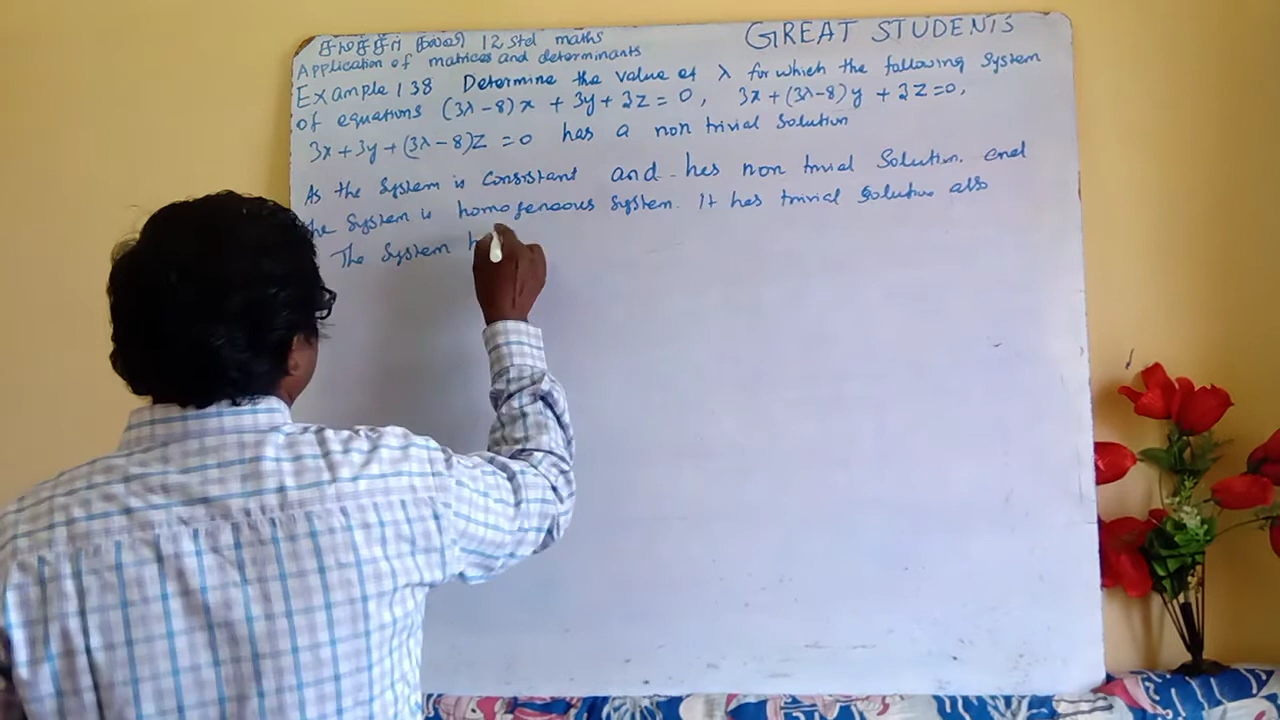 GREAT STUDENTS
12 std maths
Application of matrices and determinants
Example 1.38 Determine the value of λ for which the following system
of equations (3λ-8)x + 3y+3z=0, 3x+(3λ-8)y+3z=0,
3x+3y+(3λ-8)z=0 has a non trivial solution
As the system is consistant and has non trivial solution. and
the system is homogeneous system. It has trivial solution also
The system h